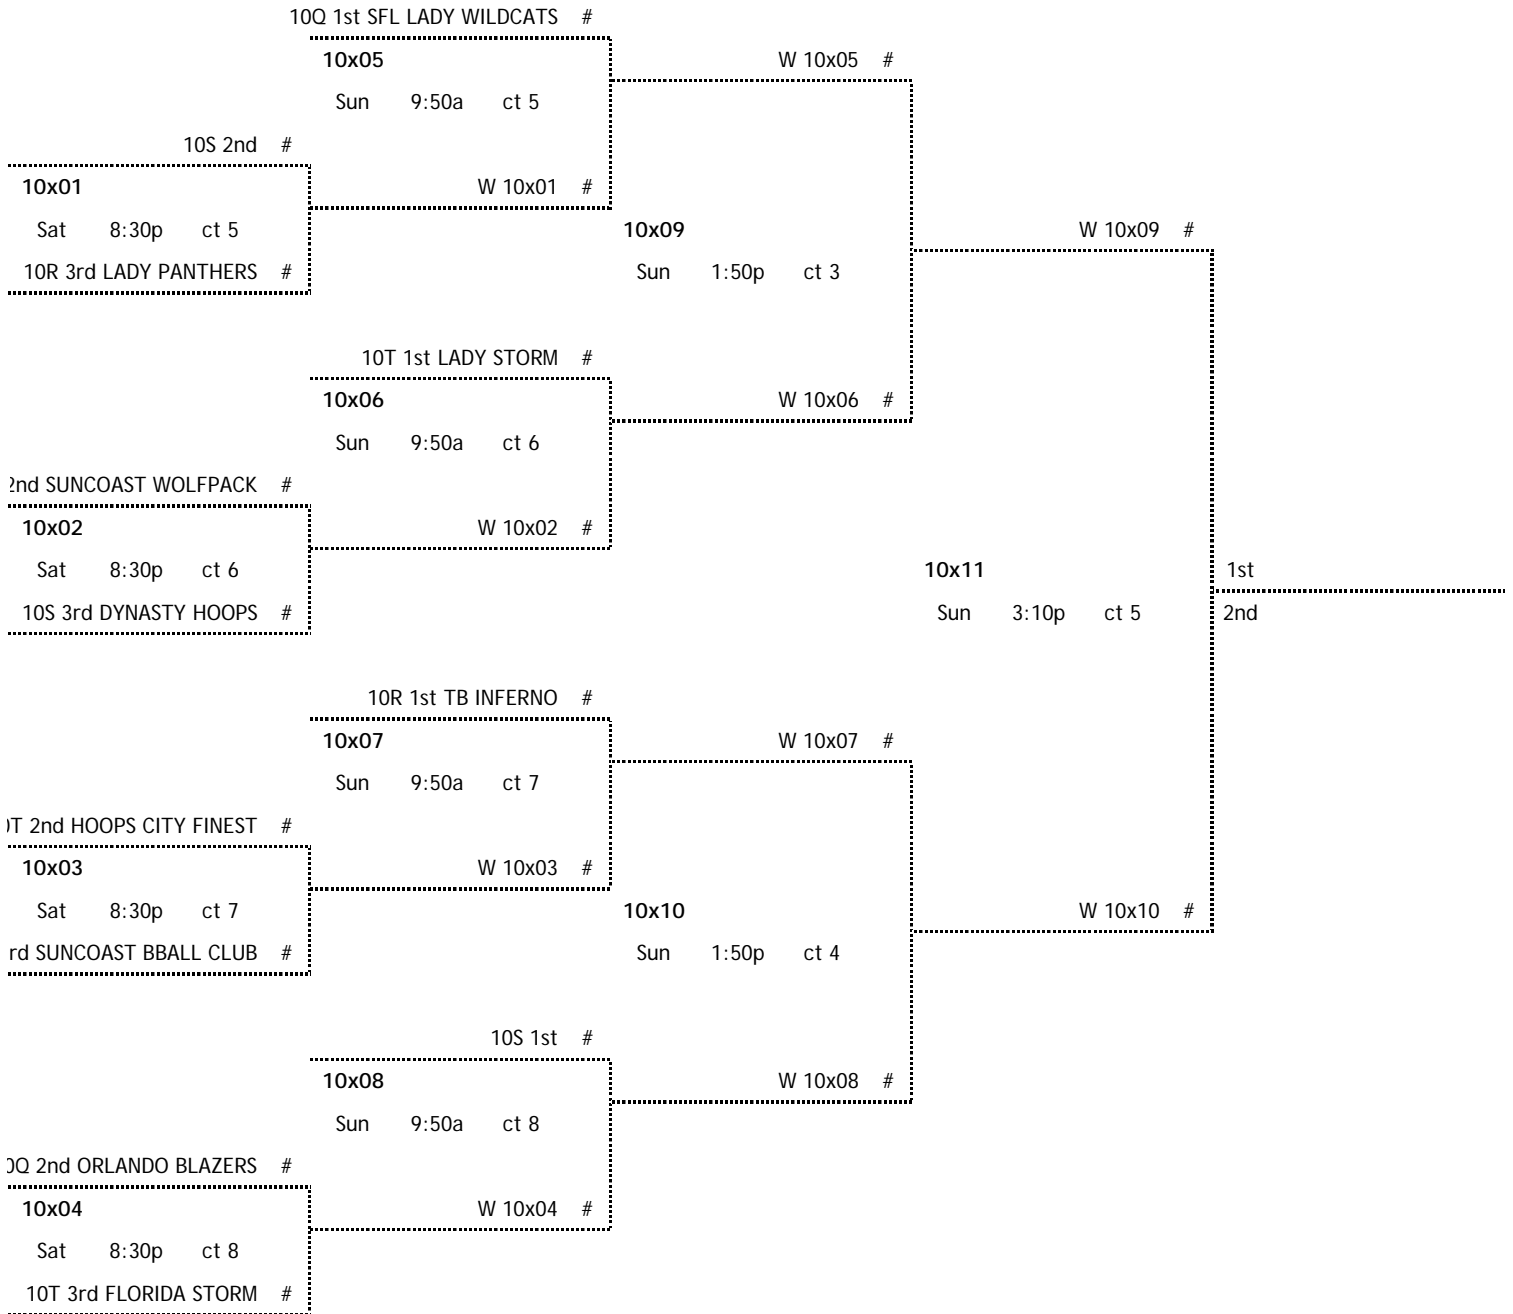 10Q 1st SFL LADY WILDCATS #
10x05 W 10x05 #
Sun 9:50a ct 5
10S 2nd #
10x01 W 10x01 #
Sat 8:30p ct 5 10x09 W 10x09 #
10R 3rd LADY PANTHERS # Sun 1:50p ct 3
10T 1st LADY STORM #
10x06 W 10x06 #
Sun 9:50a ct 6
2nd SUNCOAST WOLFPACK #
10x02 W 10x02 #
Sat 8:30p ct 6 10x11 1st
10S 3rd DYNASTY HOOPS # Sun 3:10p ct 5 2nd
10R 1st TB INFERNO #
10x07 W 10x07 #
Sun 9:50a ct 7
T 2nd HOOPS CITY FINEST #
10x03 W 10x03 #
Sat 8:30p ct 7 10x10 W 10x10 #
rd SUNCOAST BBALL CLUB # Sun 1:50p ct 4
10S 1st #
10x08 W 10x08 #
Sun 9:50a ct 8
Q 2nd ORLANDO BLAZERS #
10x04 W 10x04 #
Sat 8:30p ct 8
10T 3rd FLORIDA STORM #